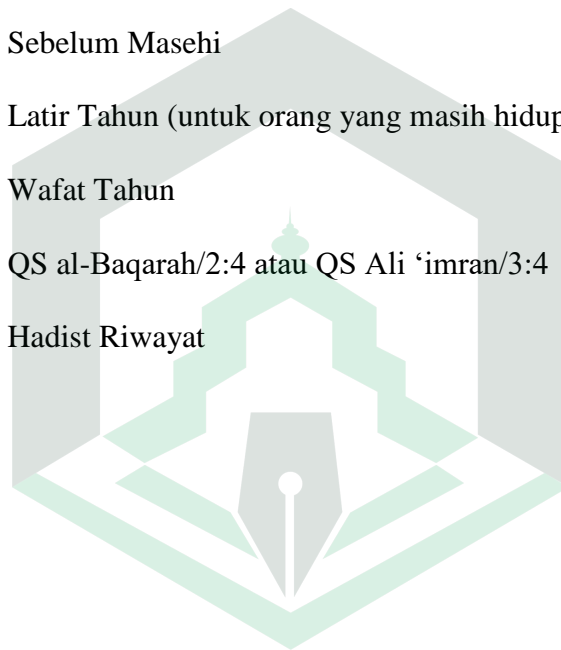 Sebelum Masehi
Latir Tahun (untuk orang yang masih hidup
Wafat Tahun
QS al-Baqarah/2:4 atau QS Ali ‘imran/3:4
Hadist Riwayat